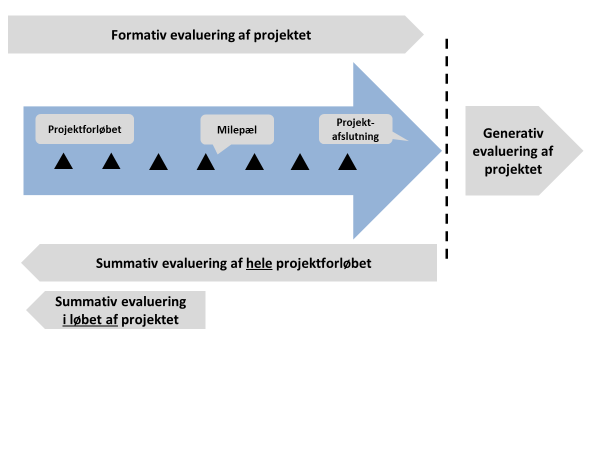 Formativ evaluering af projektet
Projektforløbet
Milepæl
Projekt-
afslutning
Generativ
evaluering af
projektet
Summativ evaluering af hele projektforløbet
Summativ evaluering
i løbet af projektet